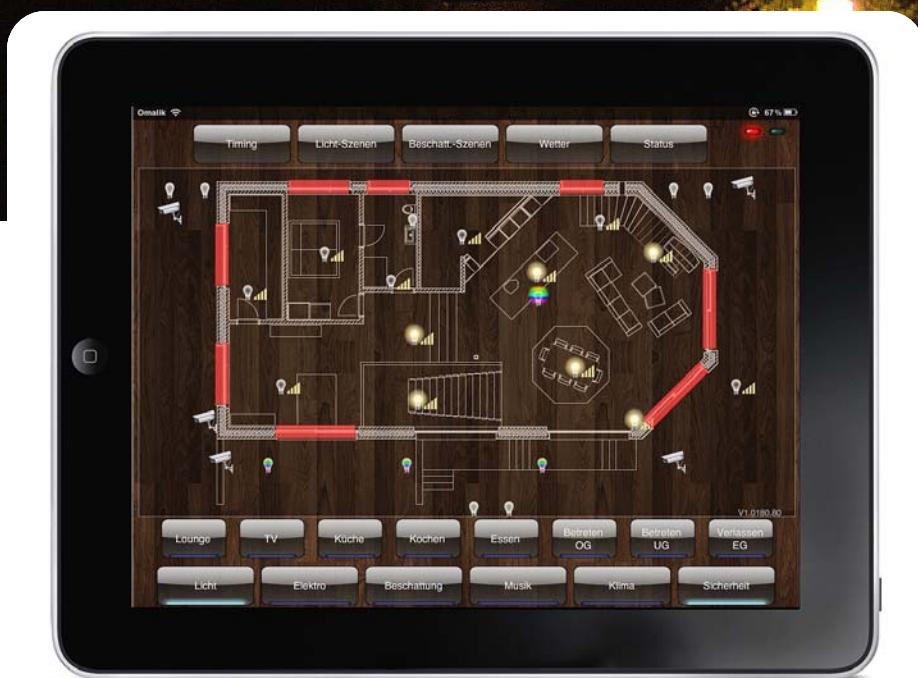 Omalik 67%
Timing Licht-Szenen Beschatt.-Szenen Wetter Status
V1.0180.80
Lounge TV Küche Kochen Essen Betreten OG Betreten UG Verlassen EG
Licht Elektro Beschattung Musik Klima Sicherheit